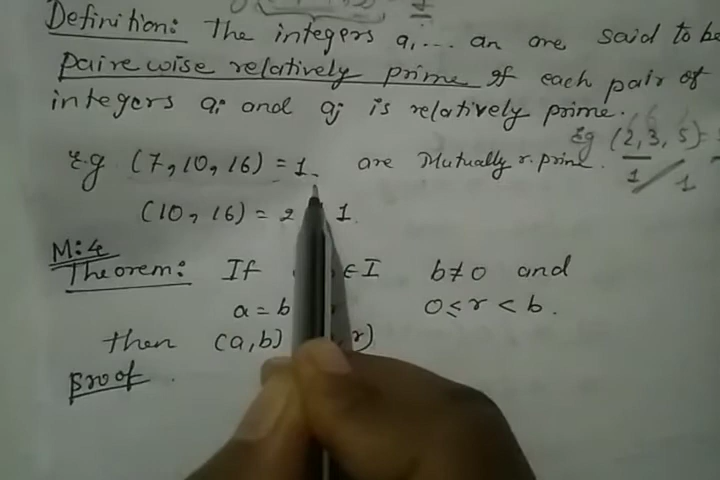 Definition: The integers a,... an are said to be
pairewise relatively prime of each pair of
integers ai and aj is relatively prime.
Eg (2,3,5) =
1 1
E.g (7,10,16) = 1. are Mutually r. prime.
(10, 16) = 2 1.
M:4
Theorem: If ∈ I b≠0 and
a = b 0≤r<b.
then (a,b) r)
proof.